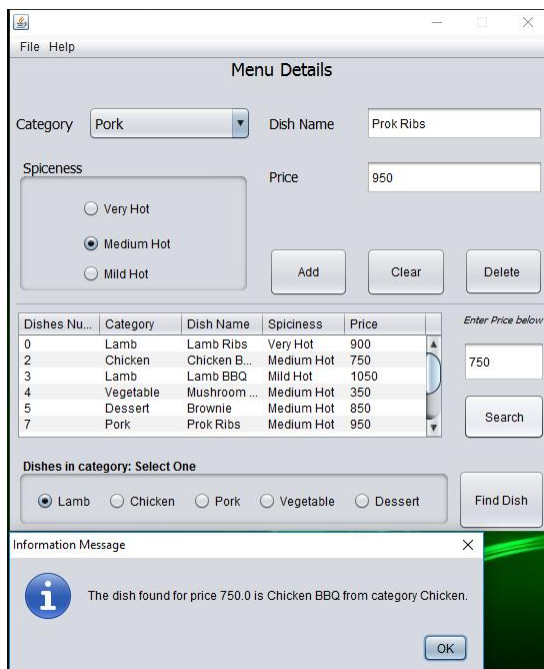 File Help
Menu Details
Category Pork Dish Name Prok Ribs
Spiceness
Price 950
Very Hot
Medium Hot
Mild Hot
Add Clear Delete
Dishes Nu... Category Dish Name Spiciness Price
0 Lamb Lamb Ribs Very Hot 900
2 Chicken Chicken B... Medium Hot 750
3 Lamb Lamb BBQ Mild Hot 1050
4 Vegetable Mushroom ... Medium Hot 350
5 Dessert Brownie Medium Hot 850
7 Pork Prok Ribs Medium Hot 950
Enter Price below
750
Search
Dishes in category: Select One
Lamb Chicken Pork Vegetable Dessert
Find Dish
Information Message
The dish found for price 750.0 is Chicken BBQ from category Chicken.
OK